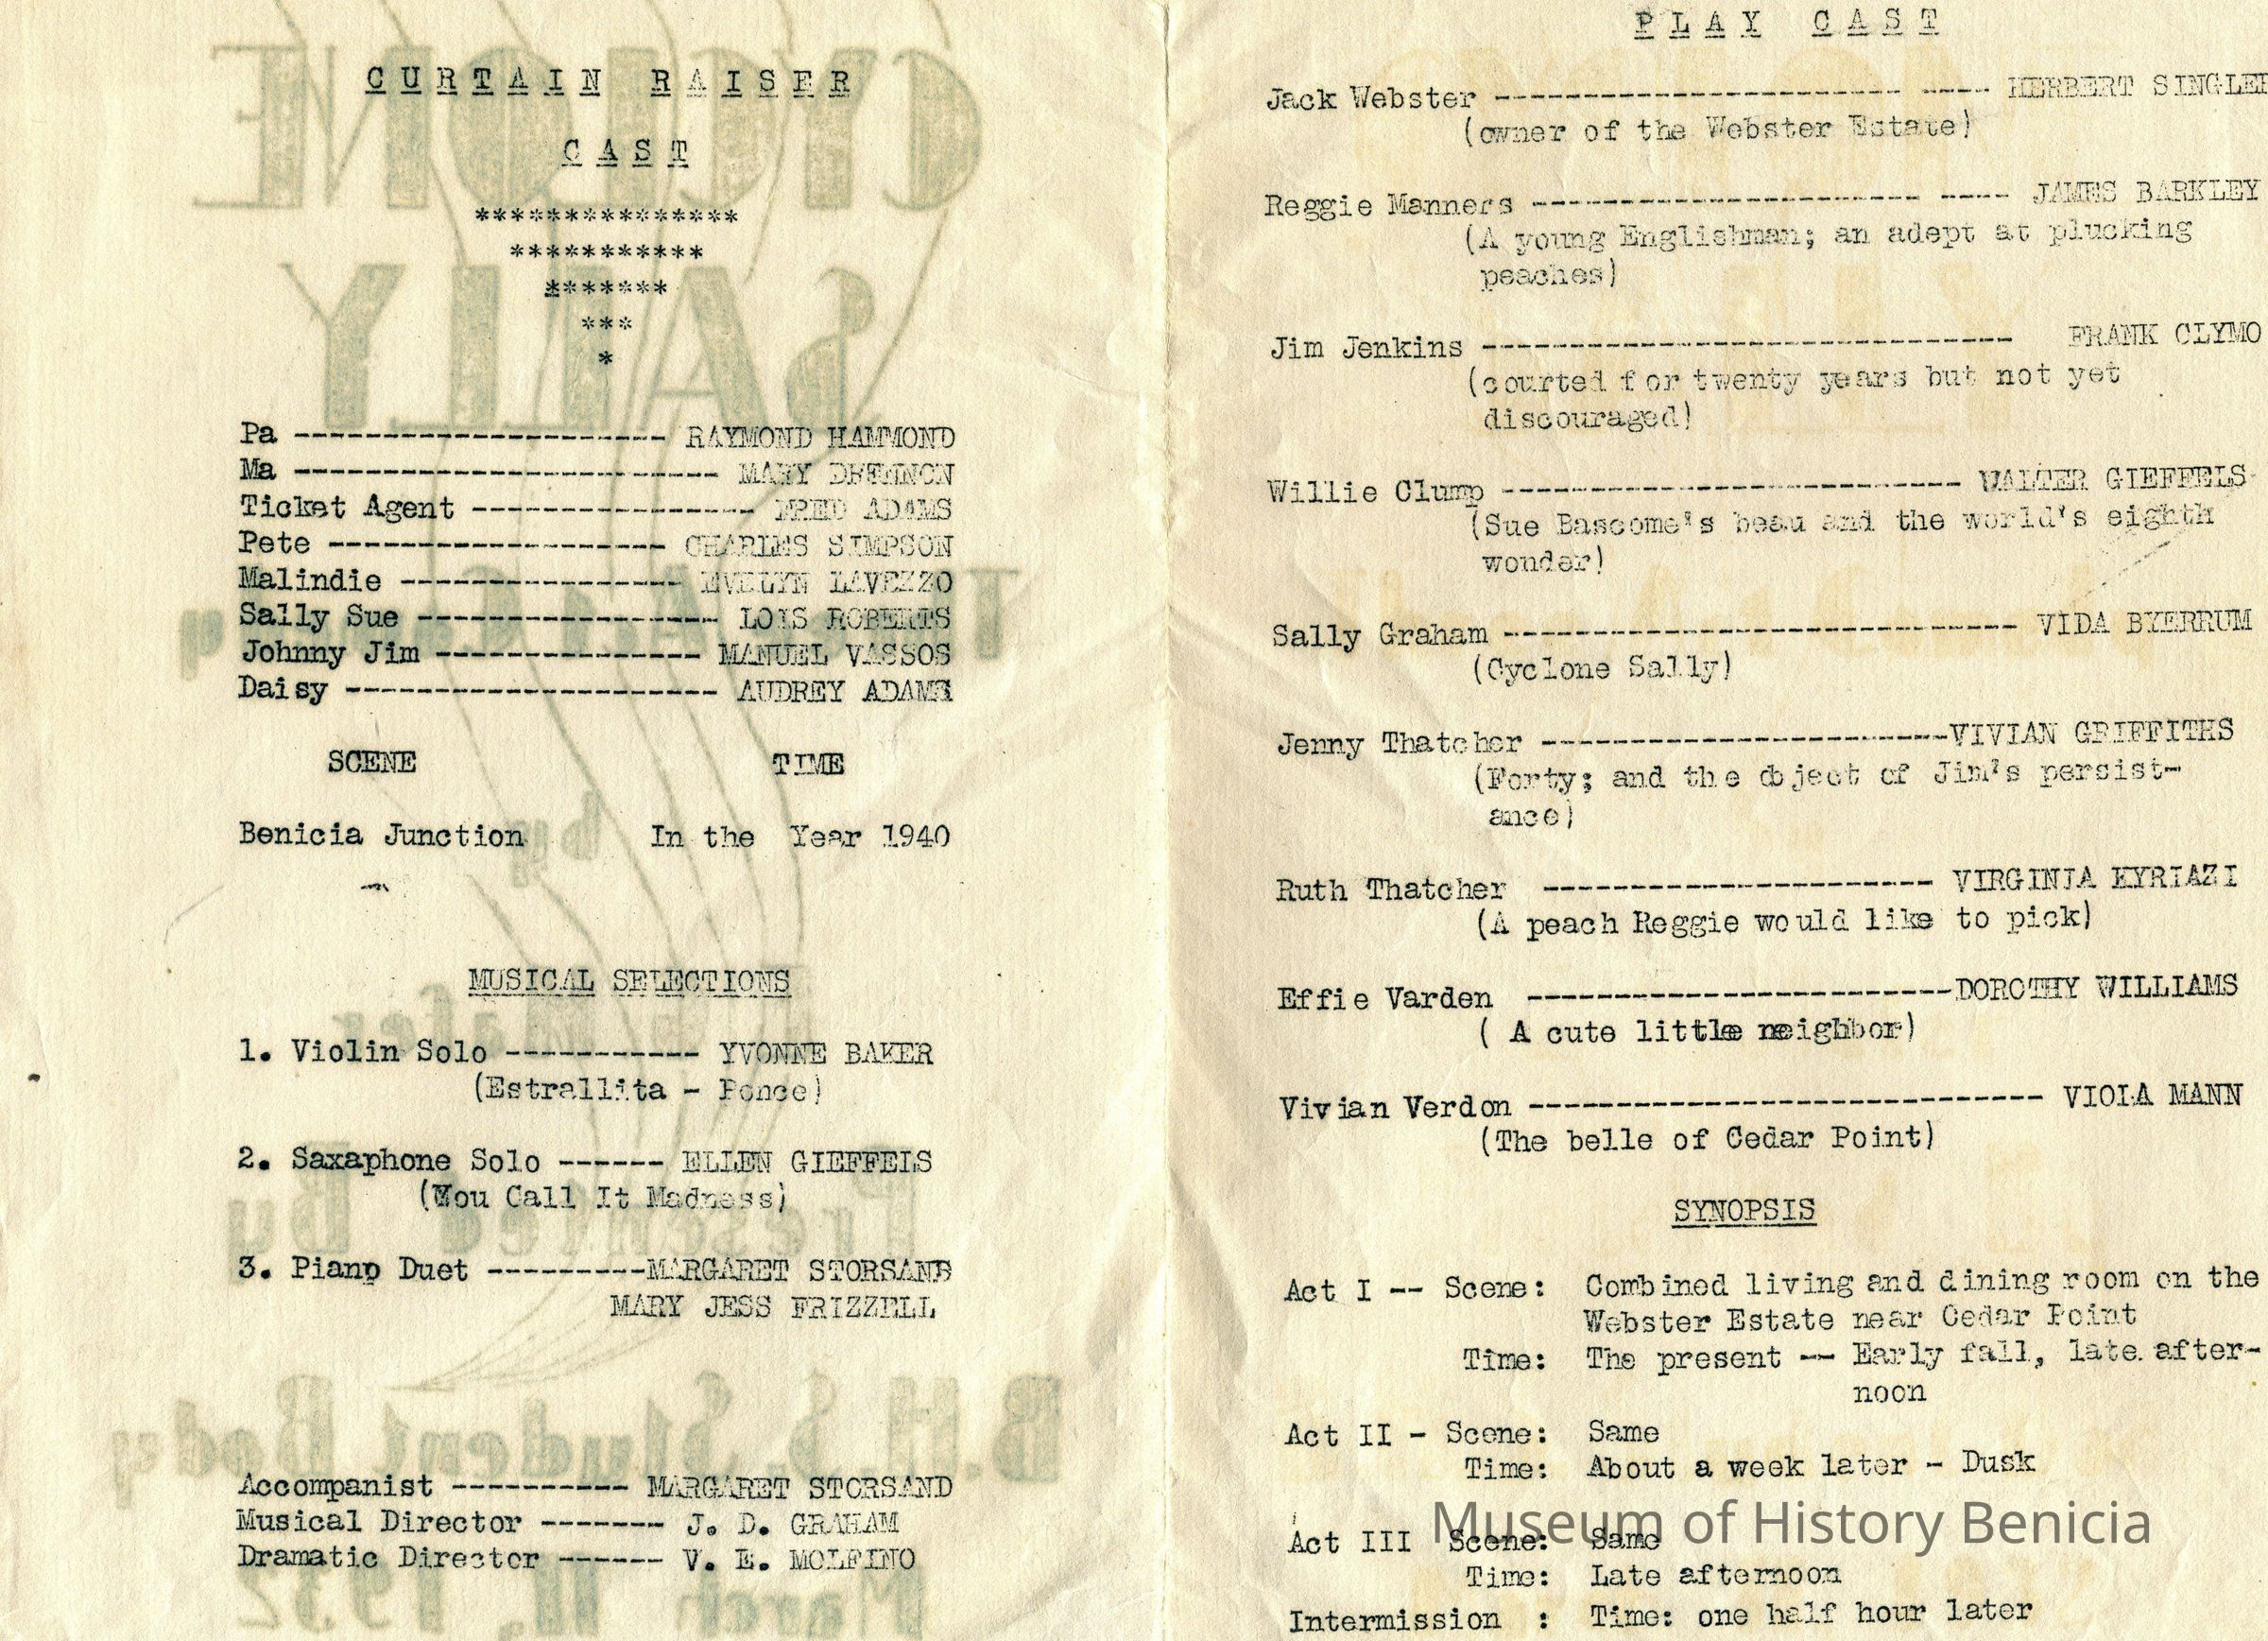 CURTAIN RAISER
CAST
***************
***********
*******
***
*
Pa --------------------- RAYMOND HAMMOND
Ma ------------------------ MARY DRENNON
Ticket Agent ---------------- FRED ADAMS
Pete ------------------- CHARLES SIMPSON
Malindie ---------------- EVELYN LAVEZZO
Sally Sue ----------------- LOIS ROBERTS
Johnny Jim --------------- MANUEL VASSOS
Daisy --------------------- AUDREY ADAMS
SCENE TIME
Benicia Junction In the Year 1940
MUSICAL SELECTIONS
1. Violin Solo ----------- YVONNE BAKER
(Estrallita - Ponce)
2. Saxaphone Solo ------ ELLEN GIEFFELS
(You Call It Madness)
3. Piano Duet ---------MARGARET STORSAND
MARY JESS FRIZZELL
Accompanist ---------- MARGARET STORSAND
Musical Director ------- J. D. GRAHAM
Dramatic Director ------ V. E. MOLFINO
PLAY CAST
Jack Webster ----------------------- ---- HERBERT SINGLER
(owner of the Webster Estate)
Reggie Manners ---------------------- ---- JAMES BARKLEY
(A young Englishman; an adept at plucking
peaches)
Jim Jenkins ------------------------------ FRANK CLYMO
(courted for twenty years but not yet
discouraged)
Willie Clump -------------------------- WALTER GIEFFELS
(Sue Bascome's beau and the world's eighth
wonder)
Sally Graham ----------------------------- VIDA BYERRUM
(Cyclone Sally)
Jenny Thatcher -----------------------VIVIAN GRIFFITHS
(Forty; and the object of Jim's persist-
ance)
Ruth Thatcher ---------------------- VIRGINIA KYRIAZI
(A peach Reggie would like to pick)
Effie Varden ------------------------DOROTHY WILLIAMS
( A cute little neighbor)
Vivian Verdon ----------------------------- VIOLA MANN
(The belle of Cedar Point)
SYNOPSIS
Act I -- Scene: Combined living and dining room on the
Webster Estate near Cedar Point
Time: The present -- Early fall, late after-
noon
Act II - Scene: Same
Time: About a week later - Dusk
Museum of History Benicia
Act III Scene: Same
Time: Late afternoon
Intermission : Time: one half hour later